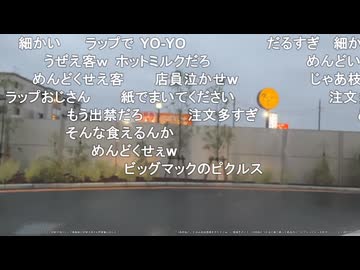 細かい ラップで YO-YO だるすぎ 細か
うぜえ客w ホットミルクだろ めんどい
めんどくせえ客 店員泣かせw じゃあ枝
ラップおじさん 紙でまいてください 注文
もう出禁だろ 注文多すぎ
そんな食えるんか
めんどくせぇw
ビッグマックのピクルス